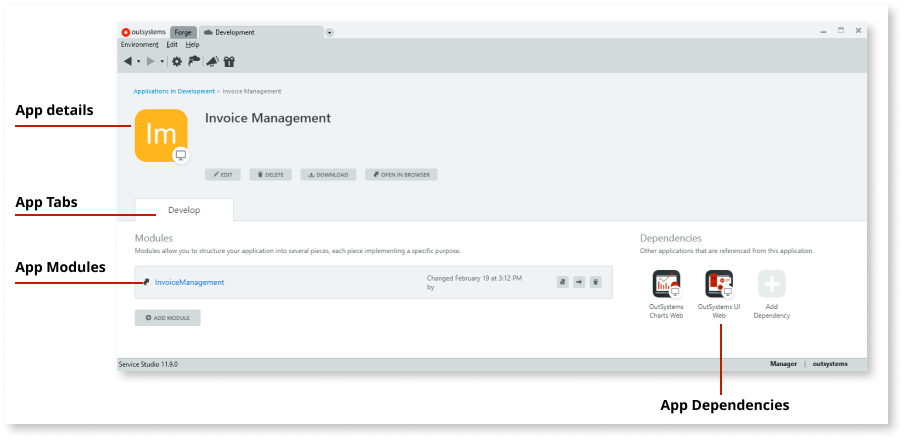 outsystems Forge Development
Environment Edit Help
Applications in Development > Invoice Management
App details
Im
Invoice Management
EDIT DELETE DOWNLOAD OPEN IN BROWSER
App Tabs
Develop
Modules
Modules allow you to structure your application into several pieces, each piece implementing a specific purpose.
App Modules
InvoiceManagement
Changed February 19 at 3:12 PM
by
ADD MODULE
Dependencies
Other applications that are referenced from this application.
OutSystems
Charts Web
OutSystems UI
Web
Add
Dependency
Service Studio 11.9.0
Manager | outsystems
App Dependencies